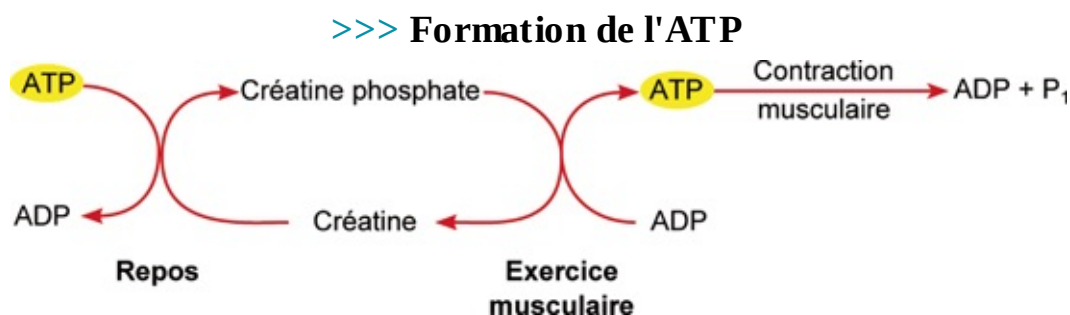 >>> Formation de l'ATP
ATP
Créatine phosphate
ATP
Contraction
musculaire
ADP + P₁
ADP
Créatine
ADP
Repos
Exercice
musculaire